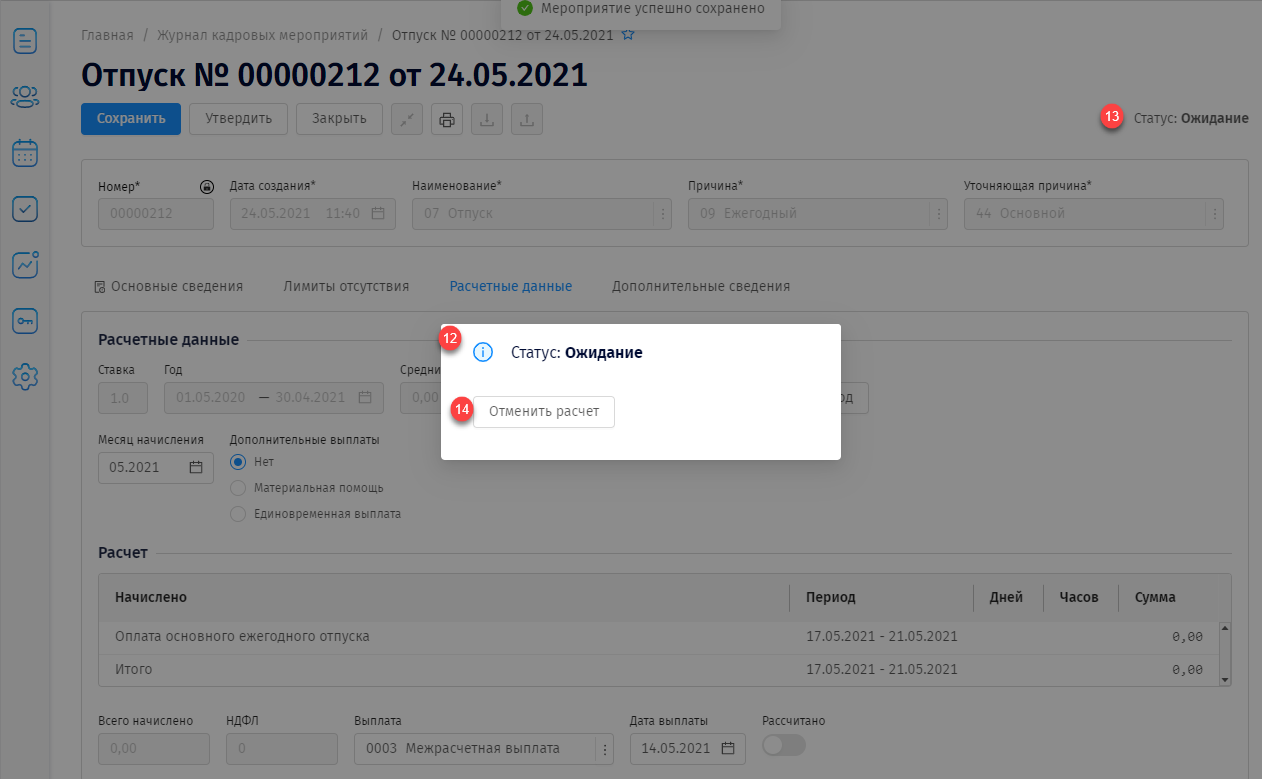 Мероприятие успешно сохранено
Главная / Журнал кадровых мероприятий / Отпуск № 00000212 от 24.05.2021
Отпуск № 00000212 от 24.05.2021
Сохранить Утвердить Закрыть 13 Статус: Ожидание
Номер* Дата создания* Наименование* Причина* Уточняющая причина*
00000212 24.05.2021 11:40 07 Отпуск 09 Ежегодный 44 Основной
Основные сведения Лимиты отсутствия Расчетные данные Дополнительные сведения
Расчетные данные
12 Статус: Ожидание
Ставка Год Средни
1.0 01.05.2020 — 30.04.2021 0,00 од
14 Отменить расчет
Месяц начисления Дополнительные выплаты
05.2021 Нет
Материальная помощь
Единовременная выплата
Расчет
Начислено Период Дней Часов Сумма
Оплата основного ежегодного отпуска 17.05.2021 - 21.05.2021 0,00
Итого 17.05.2021 - 21.05.2021 0,00
Всего начислено НДФЛ Выплата Дата выплаты Рассчитано
0,00 0 0003 Межрасчетная выплата 14.05.2021